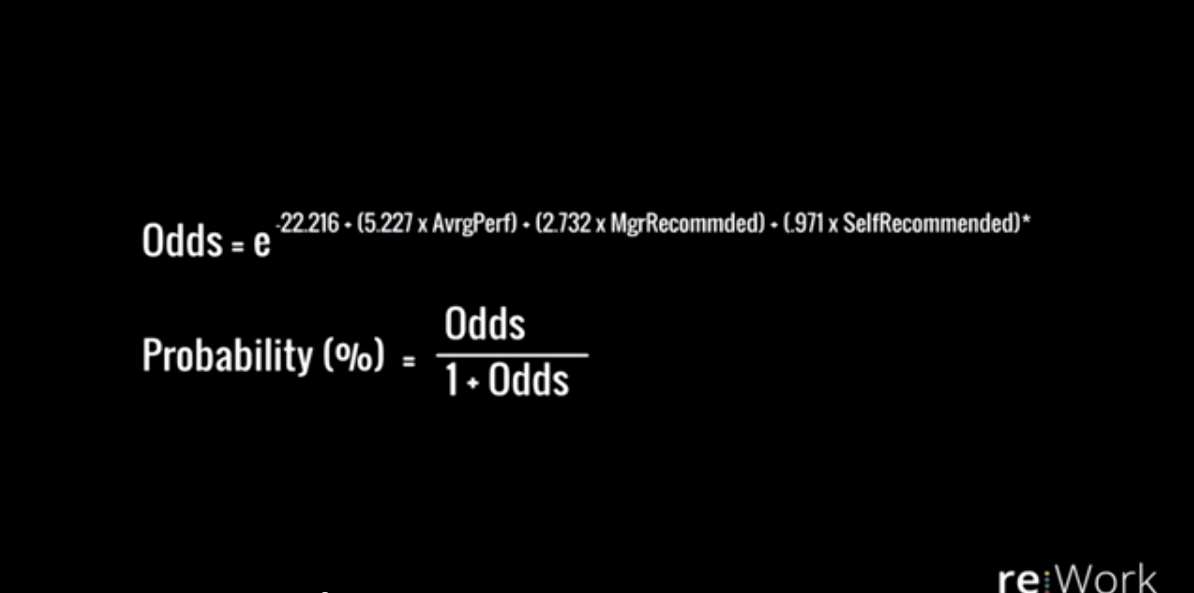 Odds = e -22.216 + (5.227 x AvrgPerf) + (2.732 x MgrRecommded) + (.971 x SelfRecommended)*
Probability (%) = Odds
1 + Odds
re:Work